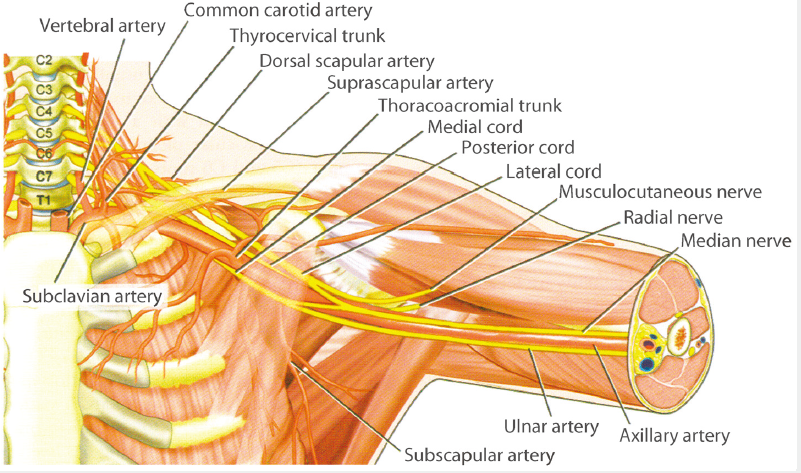 Common carotid artery
Vertebral artery
Thyrocervical trunk
Dorsal scapular artery
Suprascapular artery
Thoracoacromial trunk
Medial cord
Posterior cord
Lateral cord
Musculocutaneous nerve
Radial nerve
Median nerve
C2
C3
C4
C5
C6
C7
T1
Subclavian artery
Ulnar artery
Axillary artery
Subscapular artery